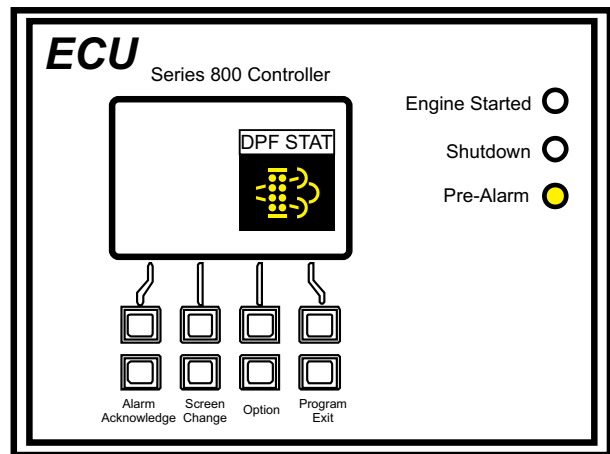 ECU
Series 800 Controller
DPF STAT
Engine Started
Shutdown
Pre-Alarm
Alarm
Acknowledge
Screen
Change
Option
Program
Exit